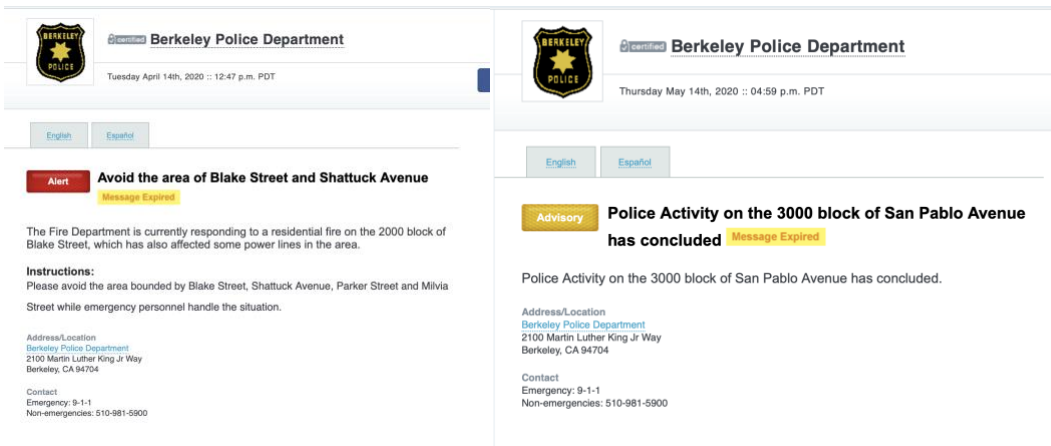 BERKELEY
POLICE
certified Berkeley Police Department
Tuesday April 14th, 2020 :: 12:47 p.m. PDT
English Español
Alert Avoid the area of Blake Street and Shattuck Avenue
Message Expired
The Fire Department is currently responding to a residential fire on the 2000 block of
Blake Street, which has also affected some power lines in the area.
Instructions:
Please avoid the area bounded by Blake Street, Shattuck Avenue, Parker Street and Milvia
Street while emergency personnel handle the situation.
Address/Location
Berkeley Police Department
2100 Martin Luther King Jr Way
Berkeley, CA 94704
Contact
Emergency: 9-1-1
Non-emergencies: 510-981-5900
BERKELEY
POLICE
certified Berkeley Police Department
Thursday May 14th, 2020 :: 04:59 p.m. PDT
English Español
Advisory Police Activity on the 3000 block of San Pablo Avenue
has concluded Message Expired
Police Activity on the 3000 block of San Pablo Avenue has concluded.
Address/Location
Berkeley Police Department
2100 Martin Luther King Jr Way
Berkeley, CA 94704
Contact
Emergency: 9-1-1
Non-emergencies: 510-981-5900